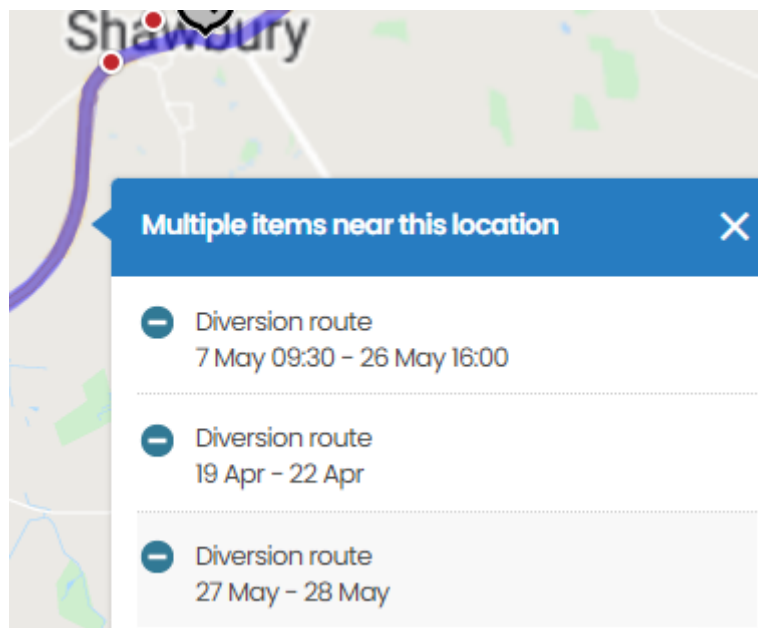 Shawbury
Multiple items near this location
Diversion route
7 May 09:30 - 26 May 16:00
Diversion route
19 Apr - 22 Apr
Diversion route
27 May - 28 May